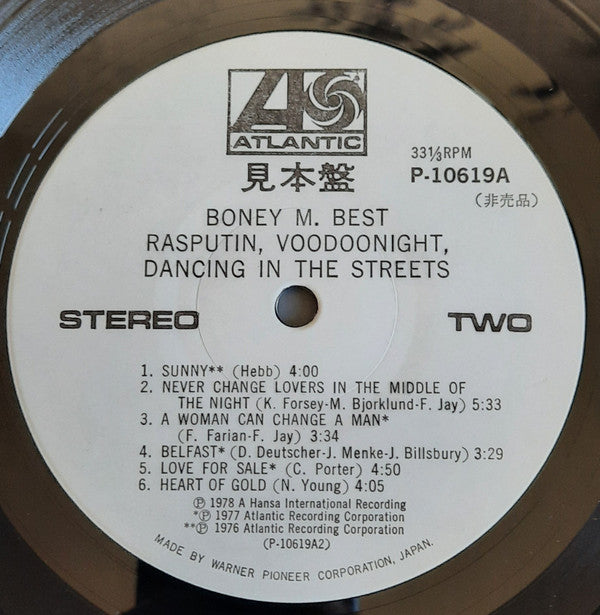 ATLANTIC
見本盤
33⅓RPM
P-10619A
(非売品)
BONEY M. BEST
RASPUTIN, VOODOONIGHT,
DANCING IN THE STREETS
STEREO
TWO
1. SUNNY** (Hebb) 4:00
2. NEVER CHANGE LOVERS IN THE MIDDLE OF
THE NIGHT (K. Forsey-M. Bjorklund-F. Jay) 5:33
3. A WOMAN CAN CHANGE A MAN*
(F. Farian-F. Jay) 3:34
4. BELFAST* (D. Deutscher-J. Menke-J. Billsbury) 3:29
5. LOVE FOR SALE* (C. Porter) 4:50
6. HEART OF GOLD (N. Young) 4:05
Ⓟ 1978 A Hansa International Recording
*Ⓟ 1977 Atlantic Recording Corporation
**Ⓟ 1976 Atlantic Recording Corporation
(P-10619A2)
MADE BY WARNER PIONEER CORPORATION, JAPAN.